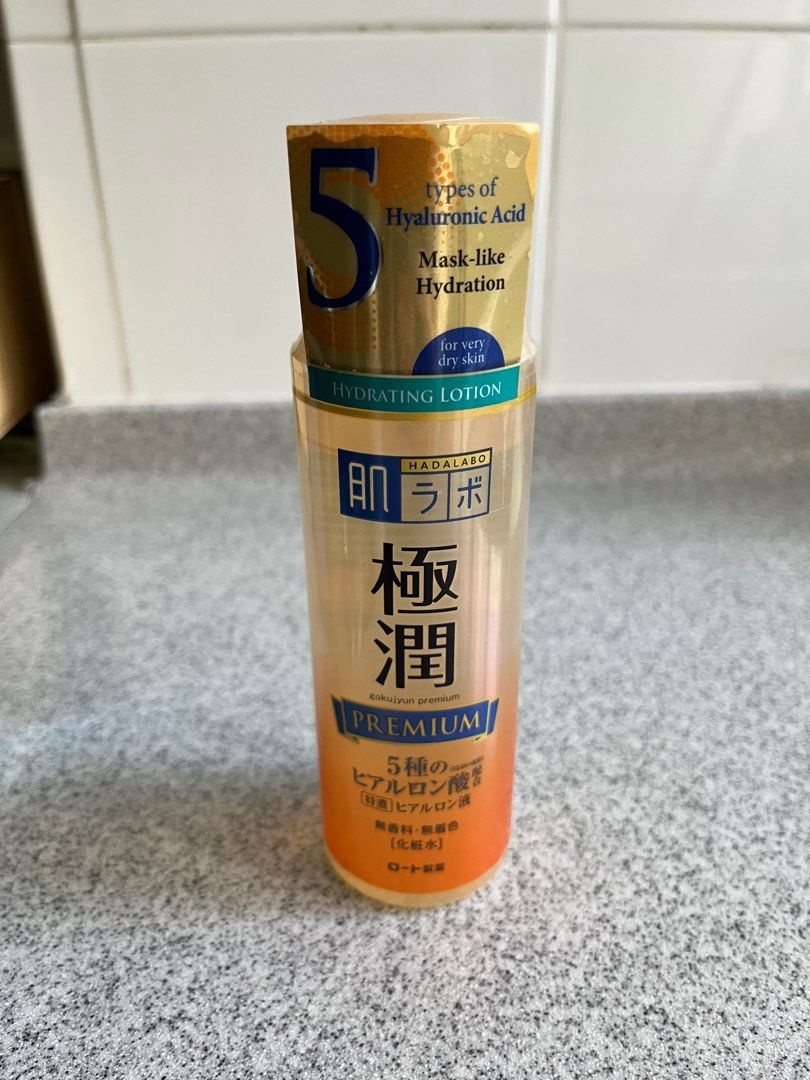 5
types of
Hyaluronic Acid
Mask-like
Hydration
for very
dry skin
HYDRATING LOTION
HADALABO
肌ラボ
極
潤
gokujyun premium
PREMIUM
5種の
ヒアルロン酸配合
特濃 ヒアルロン液
無香料・無着色
[化粧水]
ロート製薬